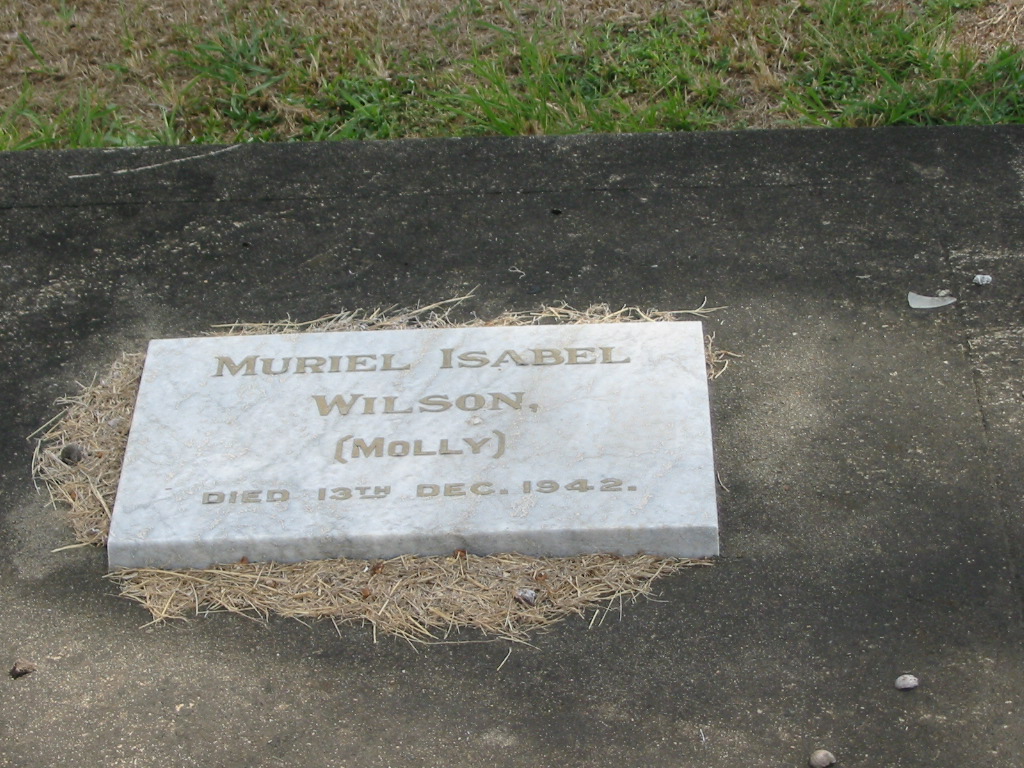 MURIEL ISABEL
WILSON,
(MOLLY)
DIED 13TH DEC. 1942.